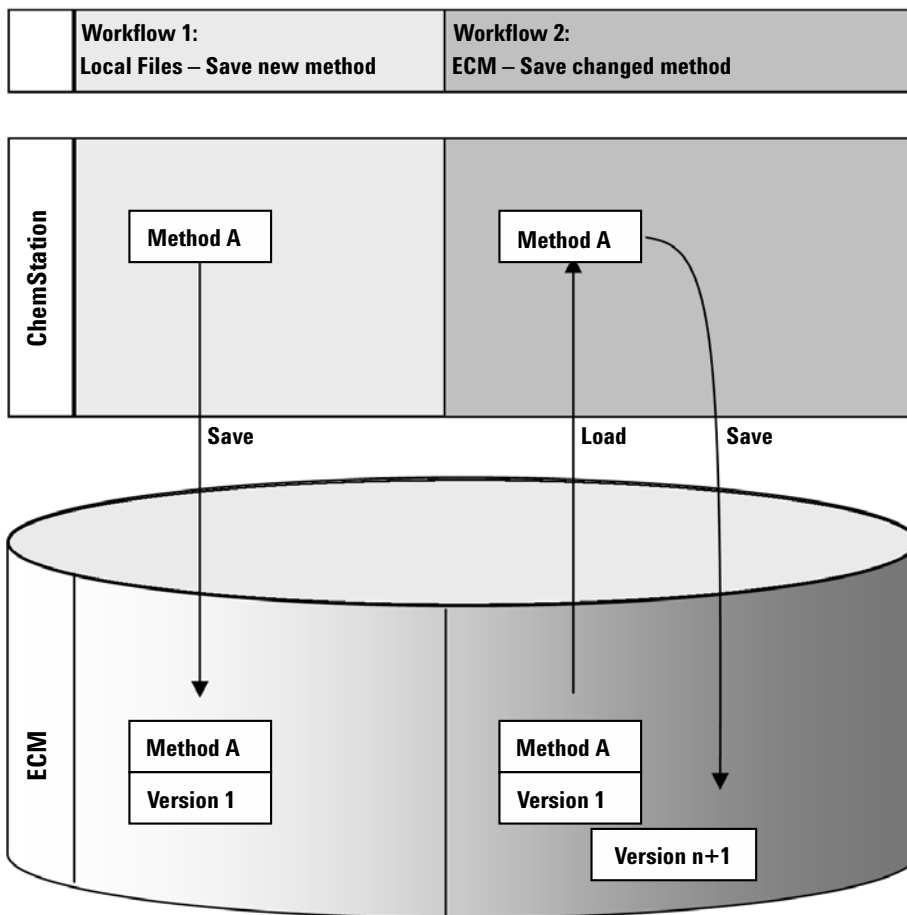 Workflow 1:
Local Files – Save new method
Workflow 2:
ECM – Save changed method
ChemStation
Method A
Method A
Save
Load
Save
ECM
Method A
Version 1
Method A
Version 1
Version n+1